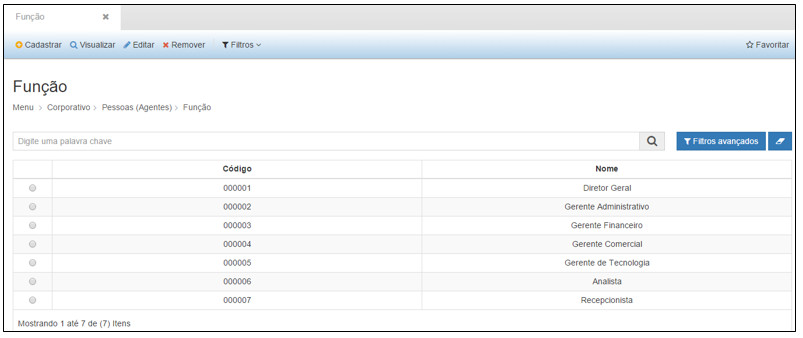 Função ✖
Cadastrar Visualizar Editar Remover Filtros Favoritar
Função
Menu > Corporativo > Pessoas (Agentes) > Função
Digite uma palavra chave Filtros avançados
Código Nome
000001 Diretor Geral
000002 Gerente Administrativo
000003 Gerente Financeiro
000004 Gerente Comercial
000005 Gerente de Tecnologia
000006 Analista
000007 Recepcionista
Mostrando 1 até 7 de (7) Itens